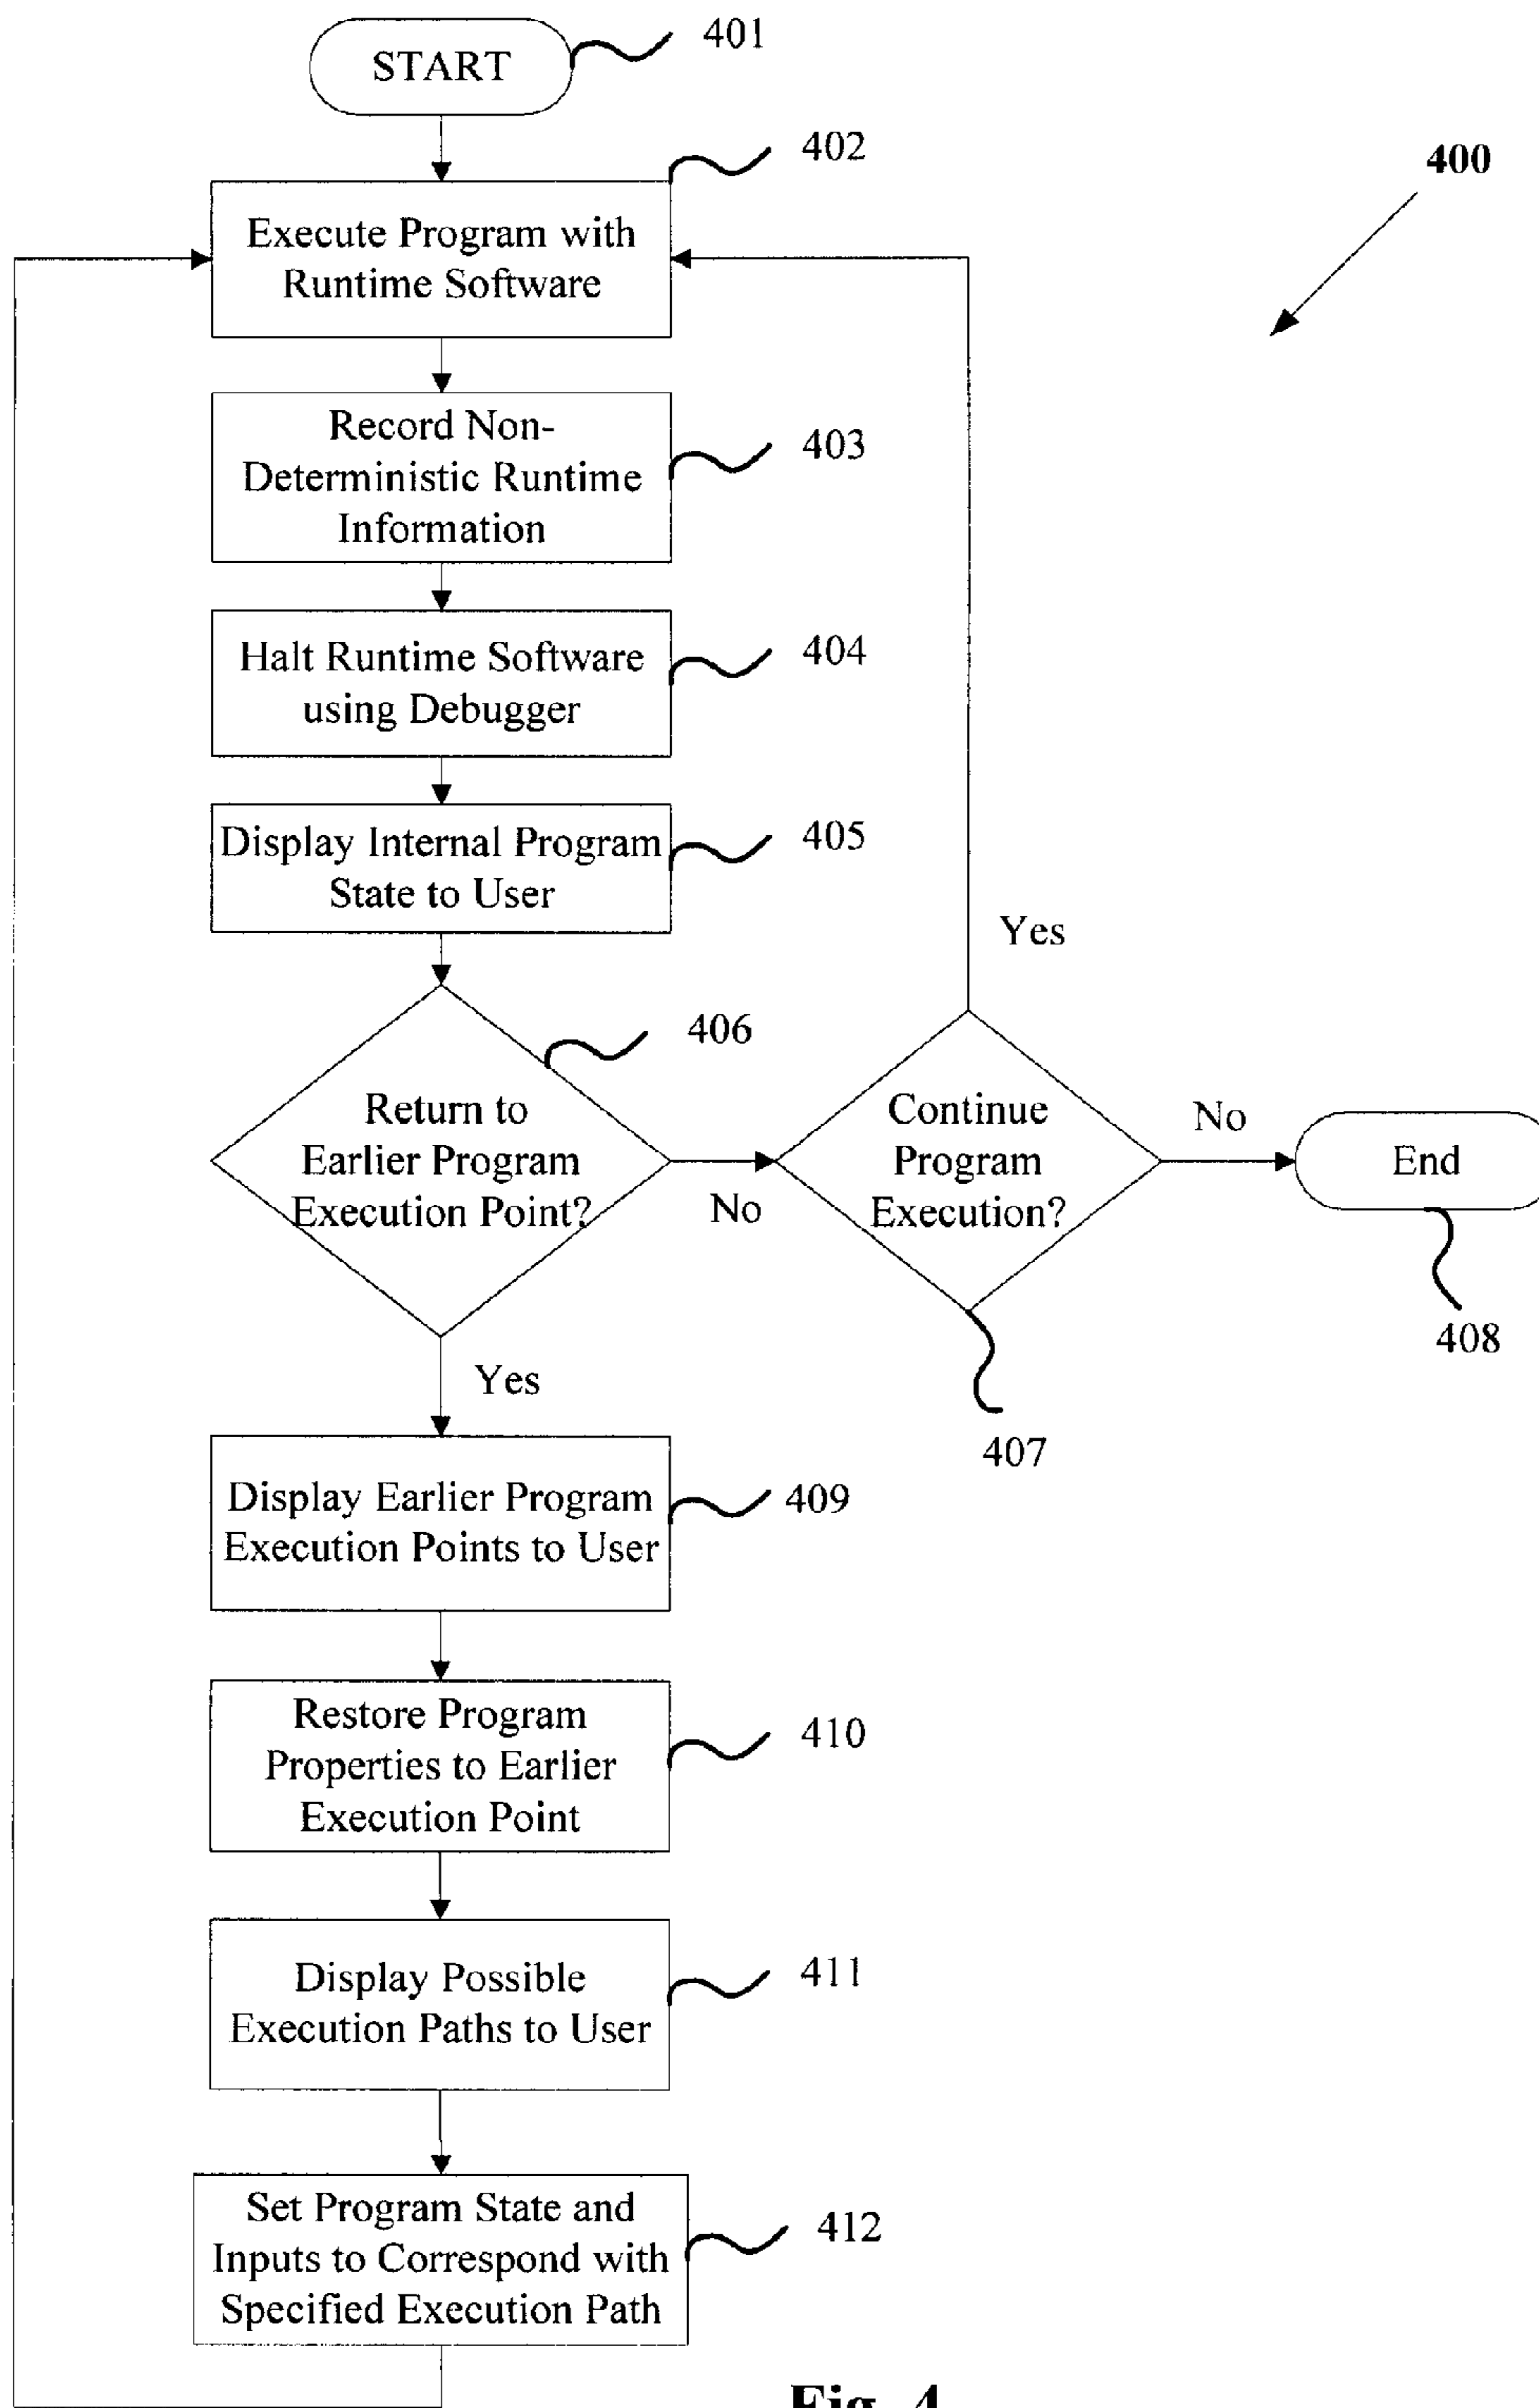 START
401
402
400
Execute Program with
Runtime Software
Record Non-
Deterministic Runtime
Information
403
Halt Runtime Software
using Debugger
404
Display Internal Program
State to User
405
Yes
406
Return to
Earlier Program
Execution Point?
No
Continue
Program
Execution?
No
End
408
407
Yes
Display Earlier Program
Execution Points to User
409
Restore Program
Properties to Earlier
Execution Point
410
Display Possible
Execution Paths to User
411
Set Program State and
Inputs to Correspond with
Specified Execution Path
412
Fig. 4